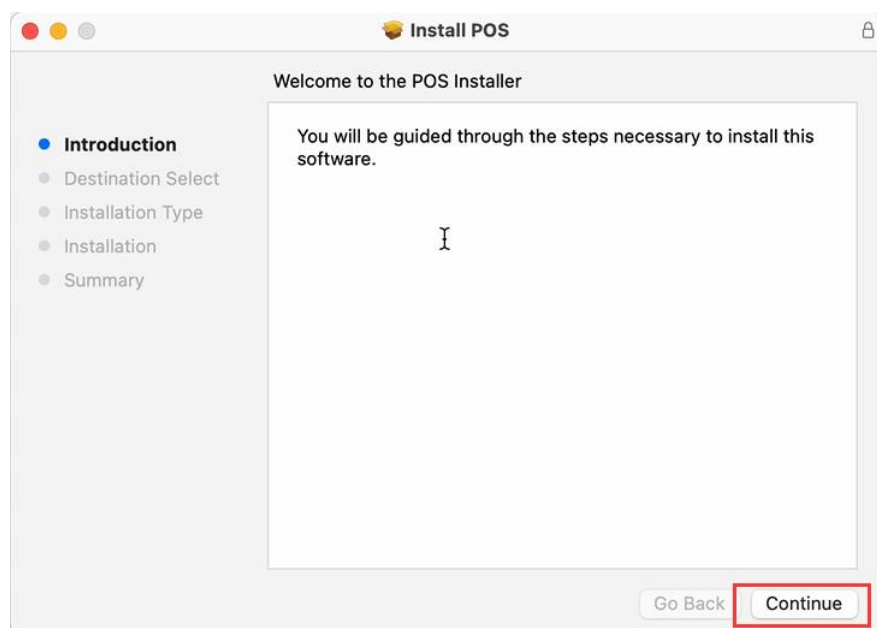 Install POS
Welcome to the POS Installer
Introduction
Destination Select
Installation Type
Installation
Summary
You will be guided through the steps necessary to install this
software.
Go Back
Continue